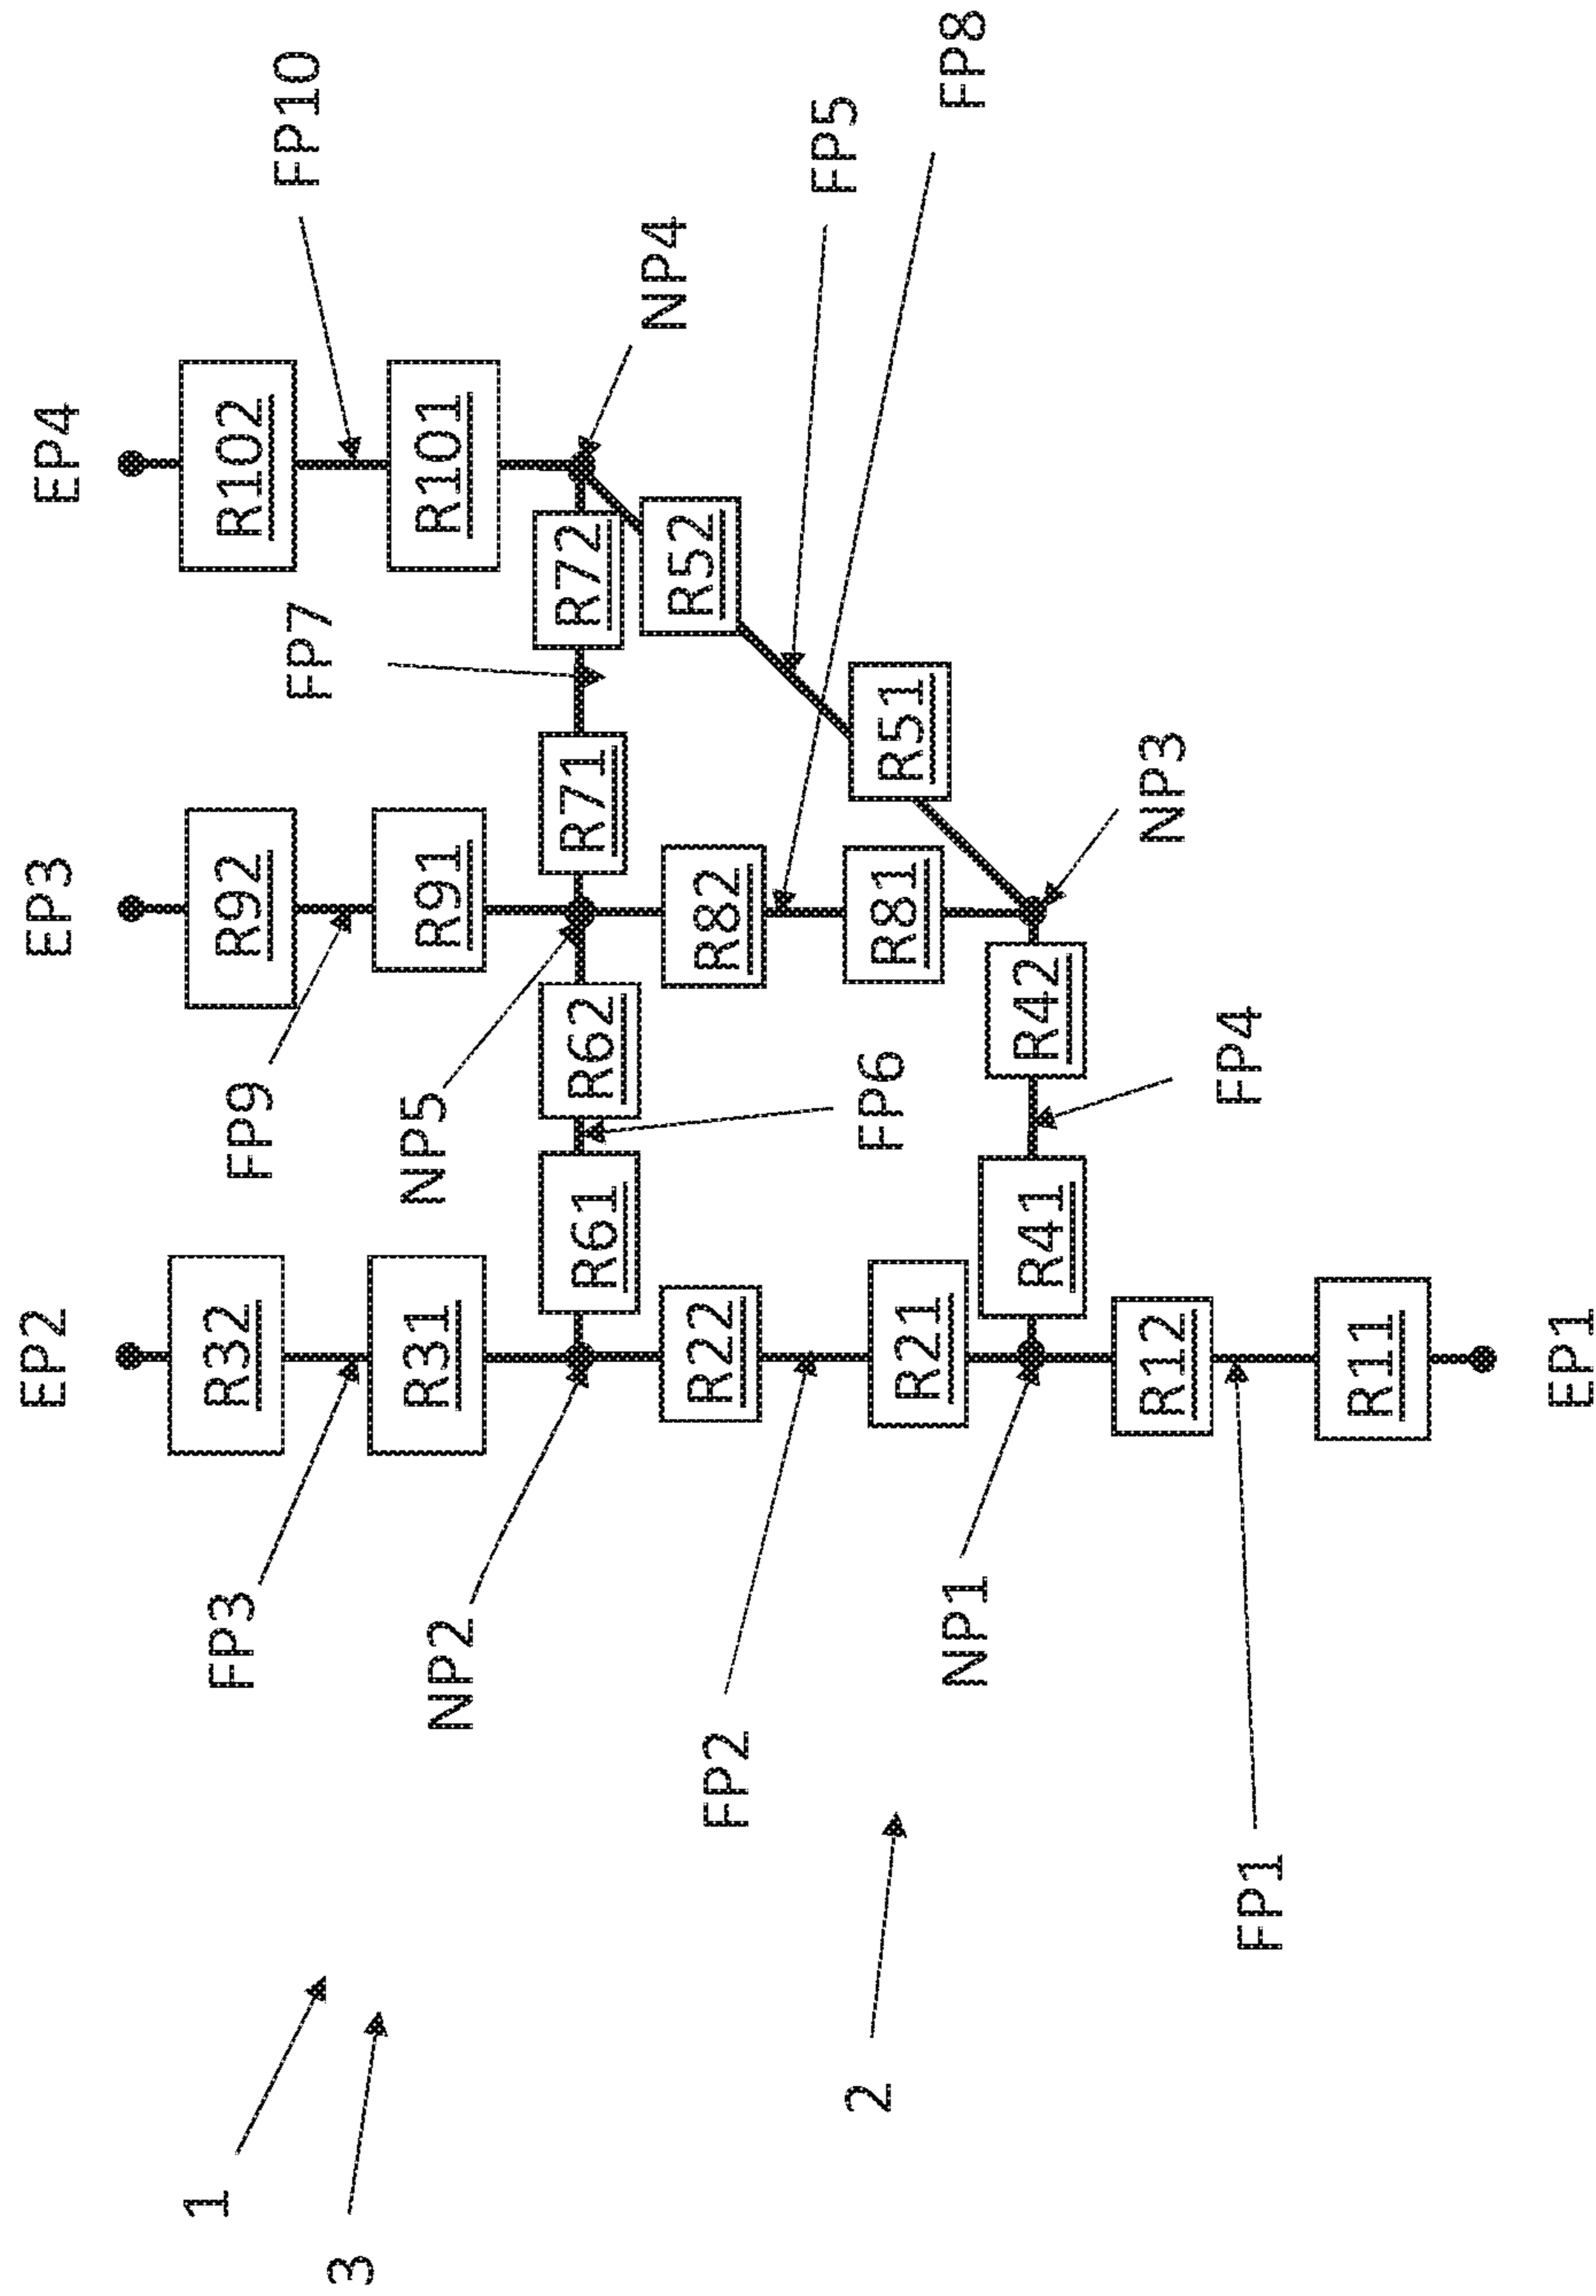 EP2 EP3 EP4
1 FP3 R32 FP9 R92 R102
FP7 FP10
3 NP2 R31 NP5 R91 R101
R61 R62 R71 R72
NP4
FP2 R22 R82 R52
FP5
2 FP6
R21 R81 R51
NP1 FP8
R41 R42
R12 NP3
FP1 FP4
R11
EP1